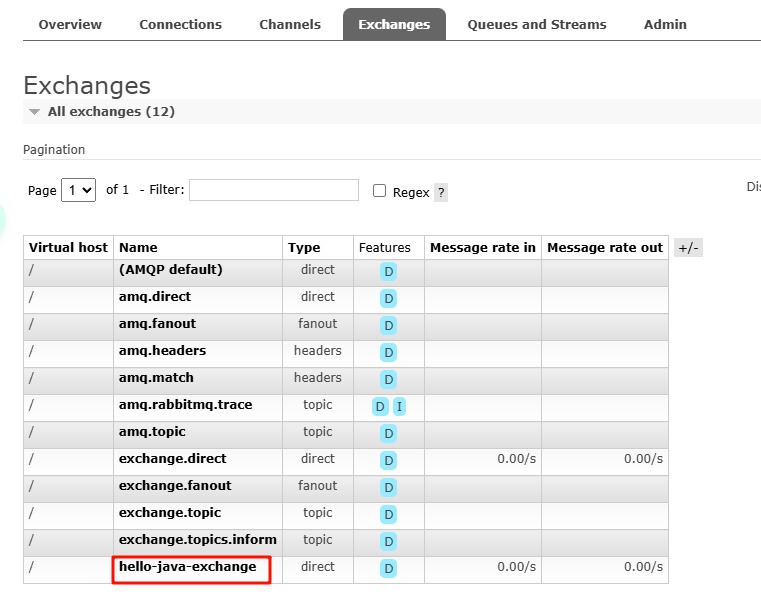 Overview Connections Channels Exchanges Queues and Streams Admin
Exchanges
All exchanges (12)
Pagination
Page 1 of 1 - Filter: Regex ?
Virtual host Name Type Features Message rate in Message rate out +/-
/ (AMQP default) direct D
/ amq.direct direct D
/ amq.fanout fanout D
/ amq.headers headers D
/ amq.match headers D
/ amq.rabbitmq.trace topic D I
/ amq.topic topic D
/ exchange.direct direct D 0.00/s 0.00/s
/ exchange.fanout fanout D
/ exchange.topic topic D
/ exchange.topics.inform topic D
/ hello-java-exchange direct D 0.00/s 0.00/s